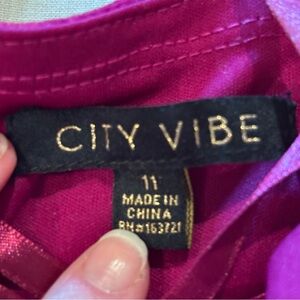 CITY VIBE
11
MADE IN
CHINA
RN#163721